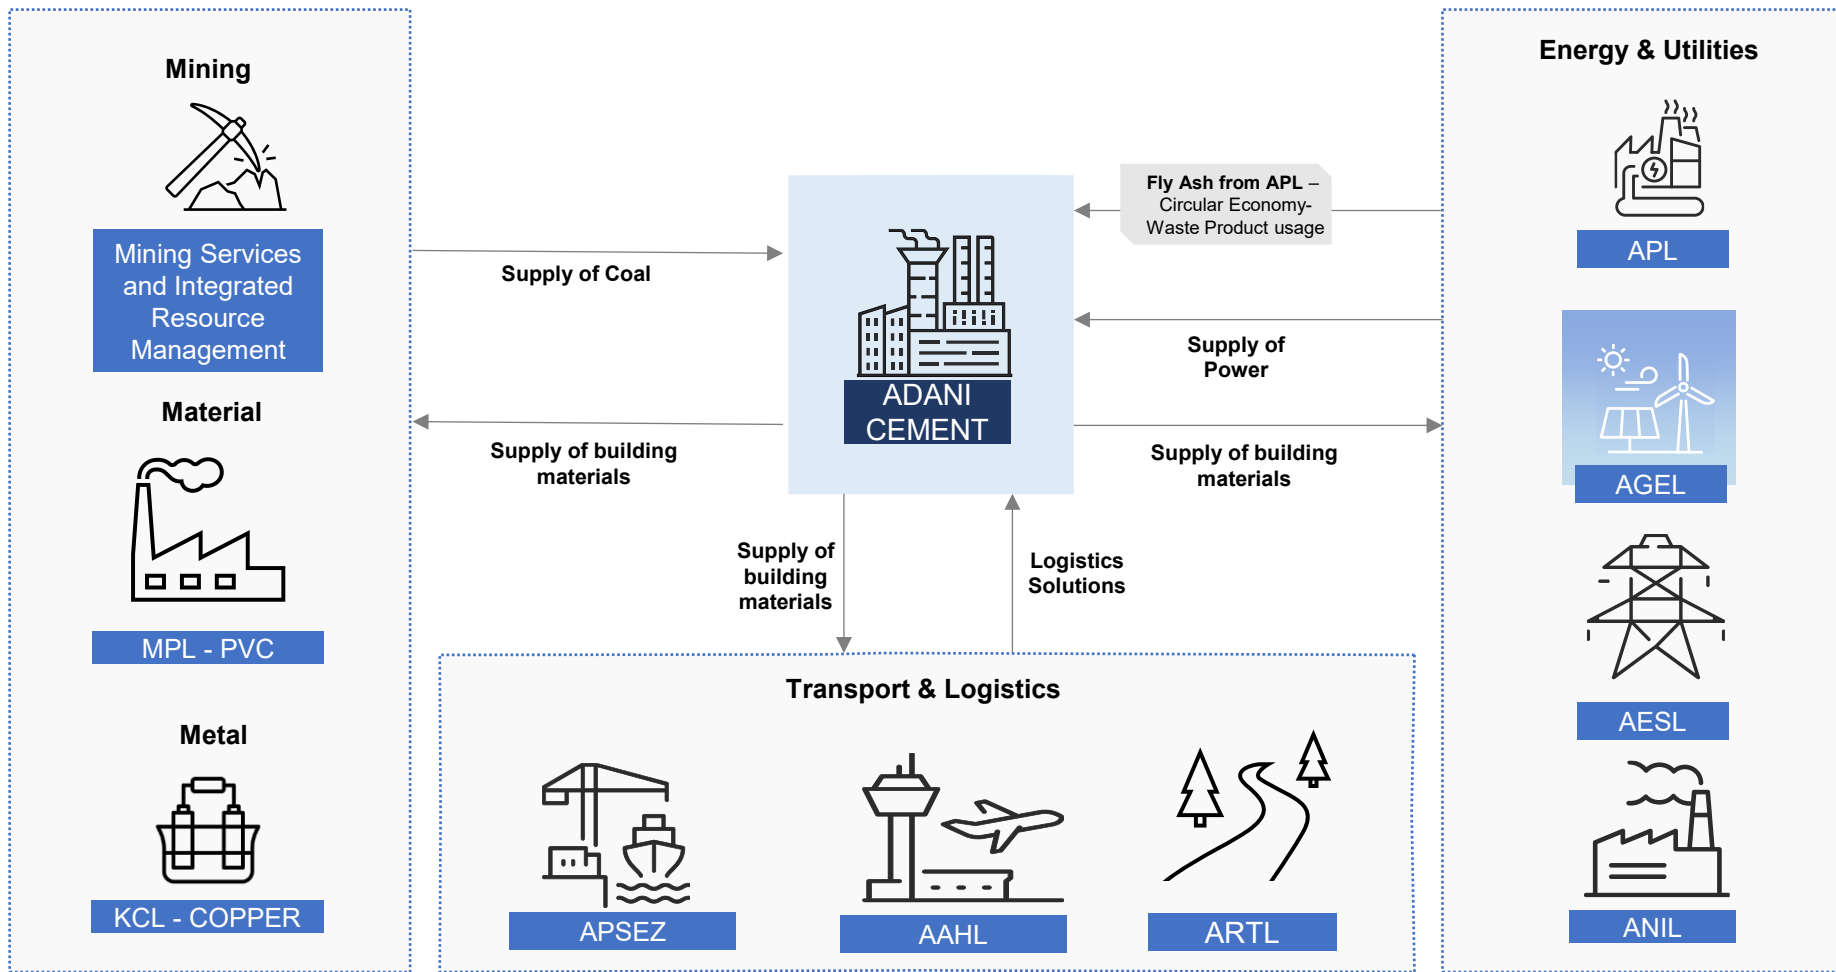 Mining
Mining Services
and Integrated
Resource
Management
Material
MPL - PVC
Metal
KCL - COPPER
Supply of Coal
Supply of building
materials
ADANI
CEMENT
Fly Ash from APL –
Circular Economy-
Waste Product usage
Supply of
Power
Supply of building
materials
Supply of
building
materials
Logistics
Solutions
Transport & Logistics
APSEZ
AAHL
ARTL
Energy & Utilities
APL
AGEL
AESL
ANIL